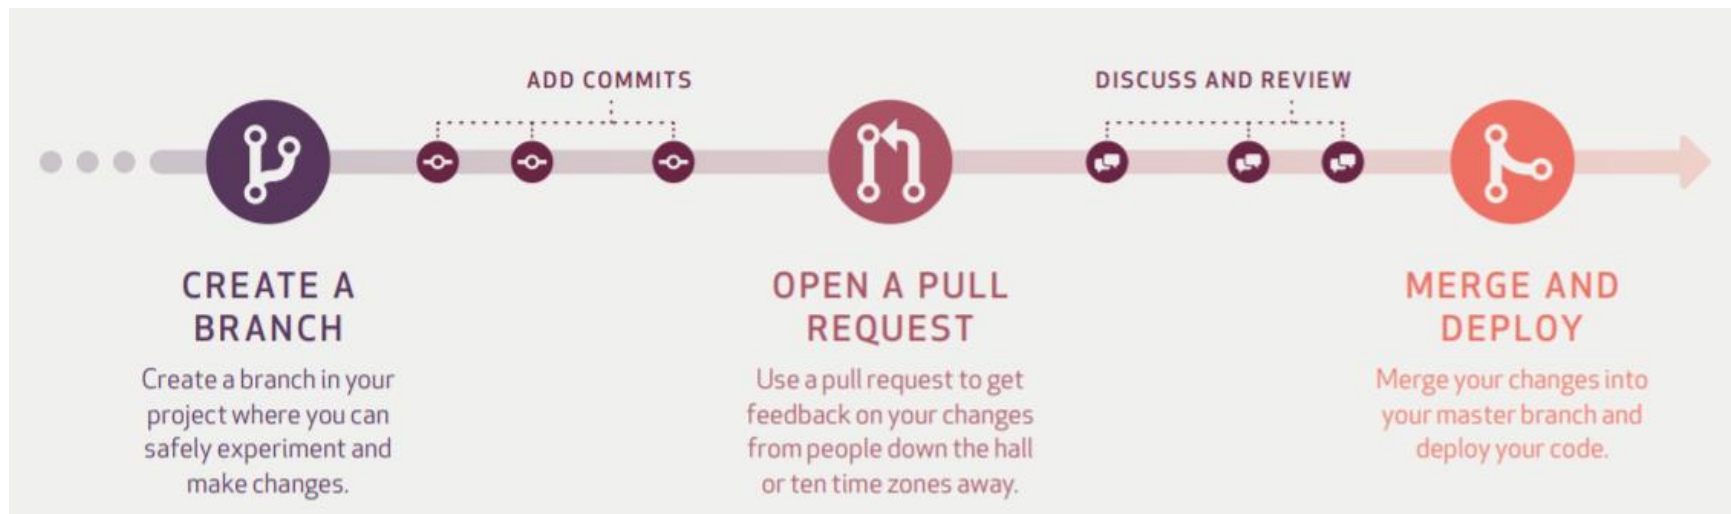 ADD COMMITS
DISCUSS AND REVIEW
CREATE A
BRANCH
Create a branch in your
project where you can
safely experiment and
make changes.
OPEN A PULL
REQUEST
Use a pull request to get
feedback on your changes
from people down the hall
or ten time zones away.
MERGE AND
DEPLOY
Merge your changes into
your master branch and
deploy your code.